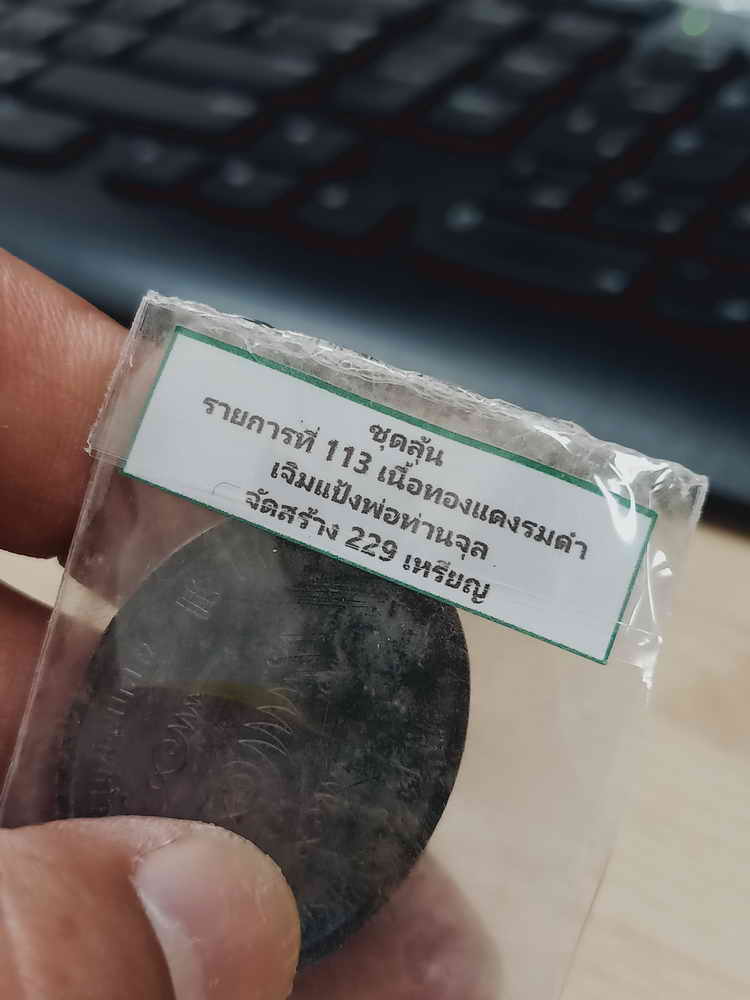 ชุดลุ้น
รายการที่ 113 เนื้อทองแดงรมดำ
เจิมแป้งพ่อท่านจุล
จัดสร้าง 229 เหรียญ